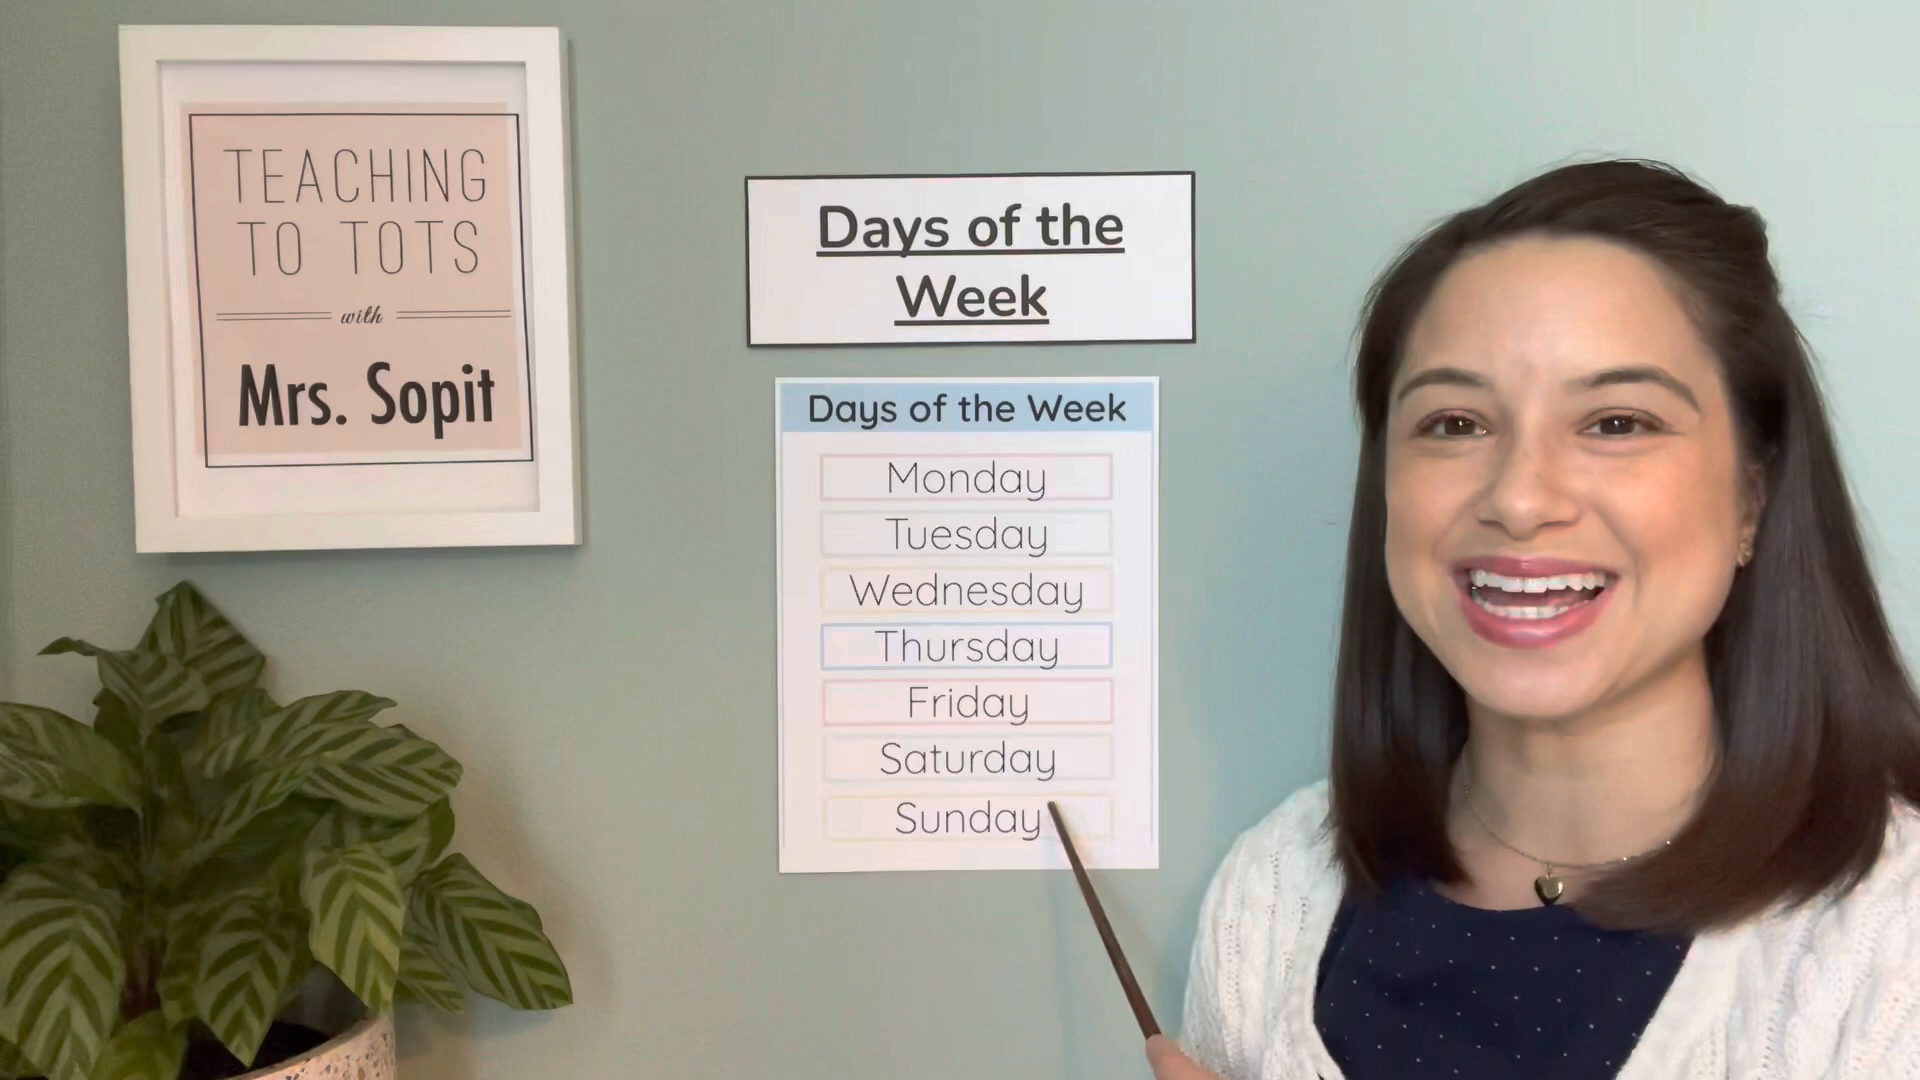 TEACHING
TO TOTS
with
Mrs. Sopit
Days of the
Week
Days of the Week
Monday
Tuesday
Wednesday
Thursday
Friday
Saturday
Sunday